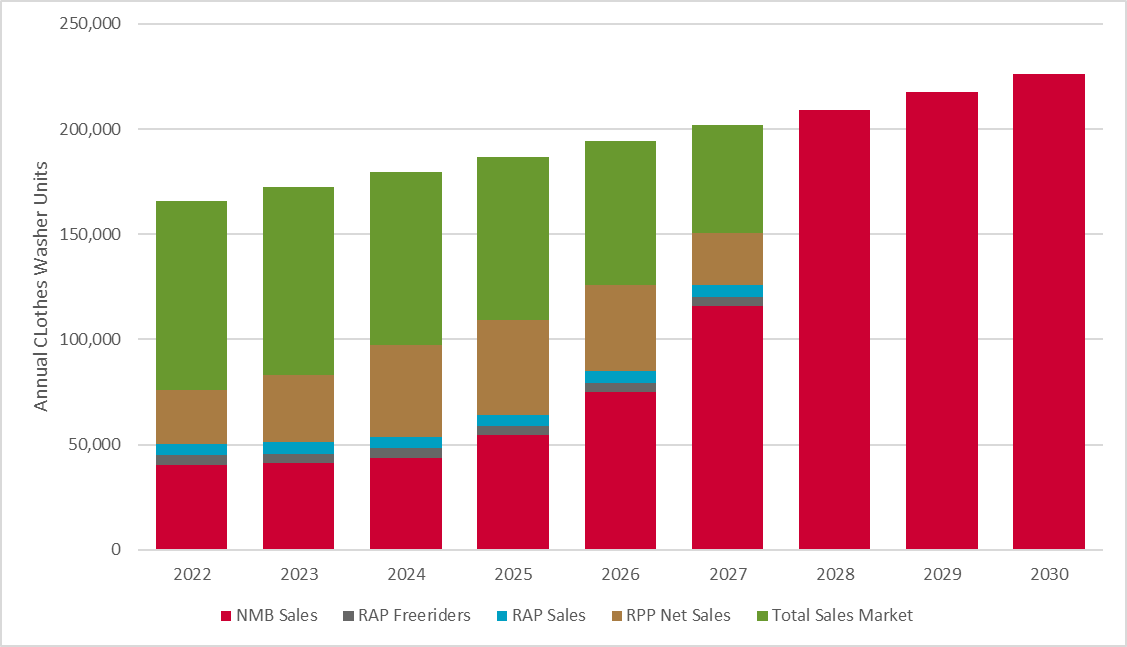 Annual CLothes Washer Units
250,000
200,000
150,000
100,000
50,000
0
2022 2023 2024 2025 2026 2027 2028 2029 2030
NMB Sales RAP Freeriders RAP Sales RPP Net Sales Total Sales Market